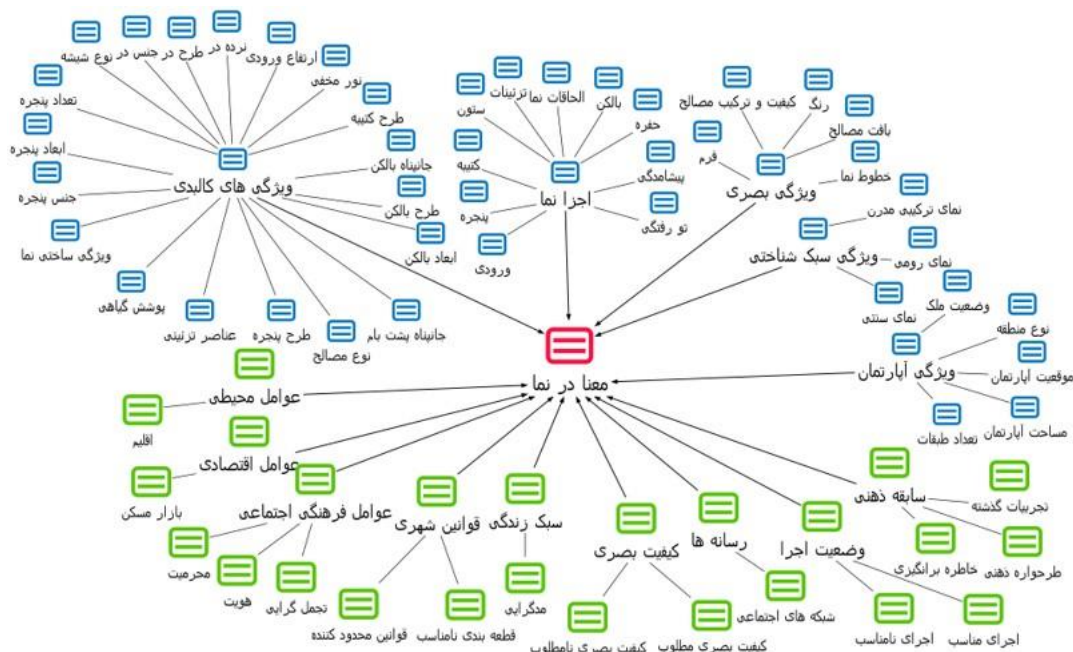 نرده در
طرح در
جنس در
نوع شیشه
ارتفاع ورودی
نور مخفی
طرح کتیبه
تعداد پنجره
ابعاد پنجره
جانپناه بالکن
جنس پنجره
ویژگی های کالبدی
طرح بالکن
ابعاد بالکن
ویژگی ساختی نما
پوشش گیاهی
عناصر تزئینی
طرح پنجره
نوع مصالح
جانپناه پشت بام
بالکن
الحاقات نما
تزئینات
ستون
حفره
کتیبه
پیشامدگی
اجزا نما
پنجره
تو رفتگی
ورودی
رنگ
کیفیت و ترکیب مصالح
بافت مصالح
فرم
خطوط نما
ویژگی بصری
نمای ترکیبی مدرن
ویژگی سبک شناختی
نمای رومی
نمای سنتی
وضعیت ملک
نوع منطقه
ویژگی آپارتمان
موقعیت آپارتمان
مساحت آپارتمان
تعداد طبقات
معنا در نما
عوامل محیطی
اقلیم
عوامل اقتصادی
بازار مسکن
عوامل فرهنگی اجتماعی
محرمیت
هویت
تجمل گرایی
قوانین شهری
قوانین محدود کننده
قطعه بندی نامناسب
سبک زندگی
مدگرایی
کیفیت بصری
کیفیت بصری نامطلوب
کیفیت بصری مطلوب
رسانه ها
شبکه های اجتماعی
وضعیت اجرا
اجرای نامناسب
اجرای مناسب
سابقه ذهنی
تجربیات گذشته
خاطره برانگیزی
طرحواره ذهنی